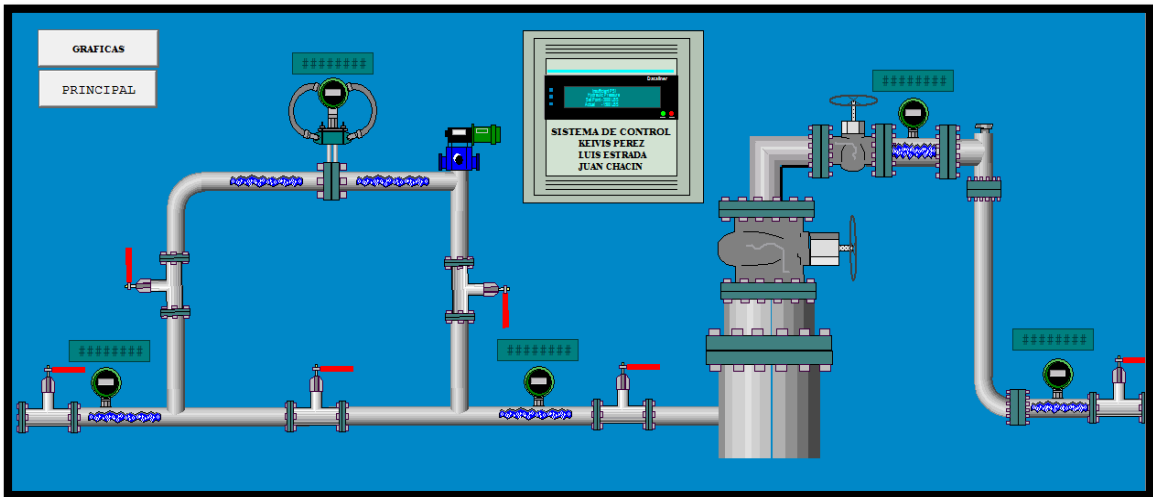 GRAFICAS
PRINCIPAL
########
########
SISTEMA DE CONTROL
KEIVIS PEREZ
LUIS ESTRADA
JUAN CHACIN
########
########
########